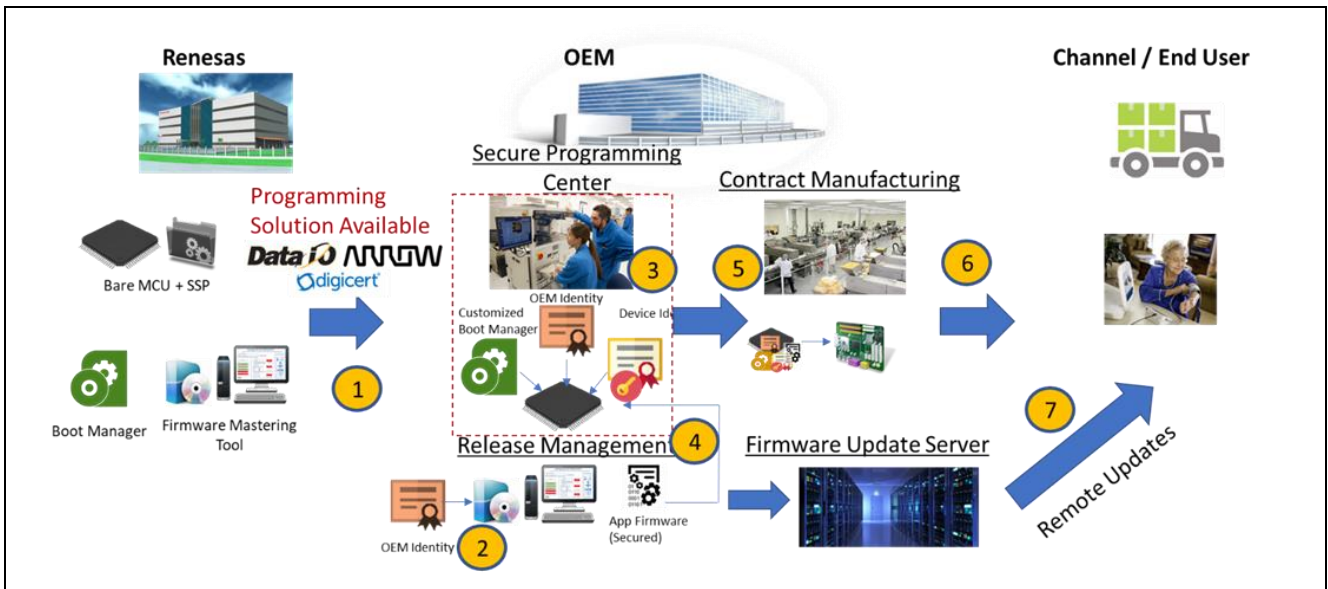 Renesas
OEM
Channel / End User
Secure Programming
Center
Contract Manufacturing
Programming
Solution Available
Data iO ARROW
digicert
Bare MCU + SSP
3
5
6
OEM Identity
Customized
Boot Manager
Device Id
1
Boot Manager
Firmware Mastering
Tool
4
7
Release Management
Firmware Update Server
Remote Updates
OEM Identity
2
App Firmware
(Secured)